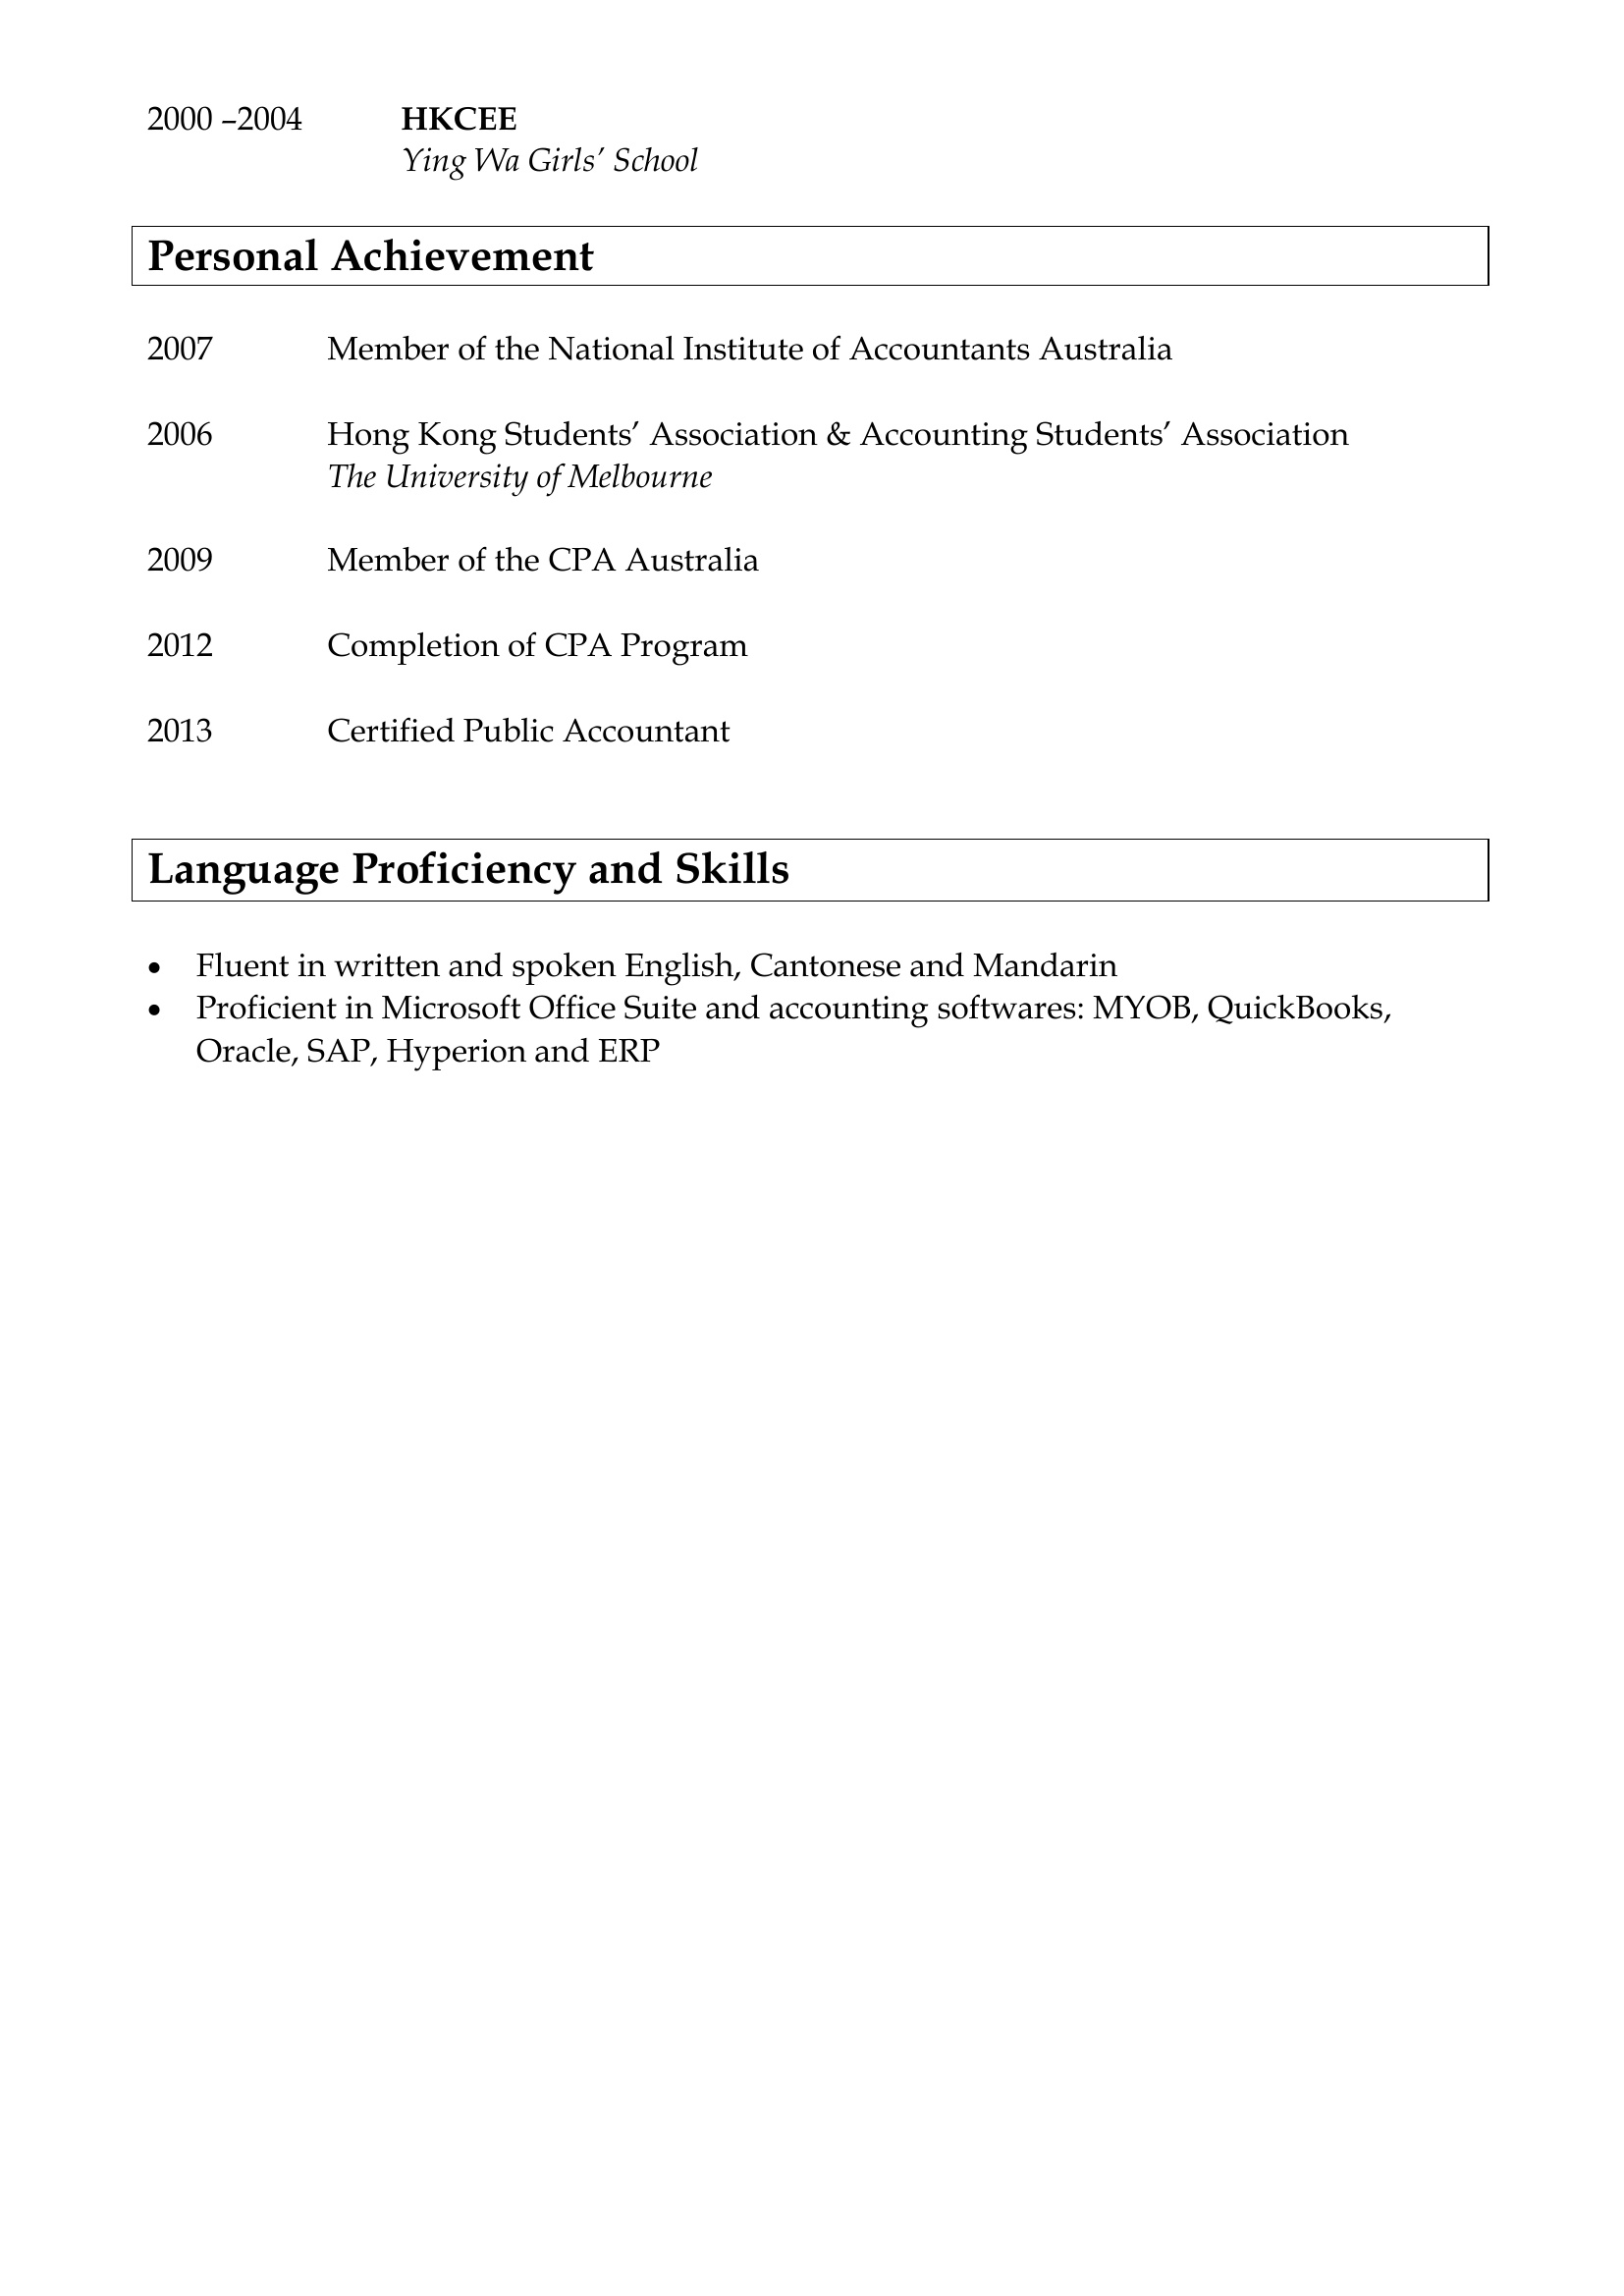 2000 –2004 HKCEE
Ying Wa Girls’ School
Personal Achievement
2007 Member of the National Institute of Accountants Australia
2006 Hong Kong Students’ Association & Accounting Students’ Association
The University of Melbourne
2009 Member of the CPA Australia
2012 Completion of CPA Program
2013 Certified Public Accountant
Language Proficiency and Skills
• Fluent in written and spoken English, Cantonese and Mandarin
• Proficient in Microsoft Office Suite and accounting softwares: MYOB, QuickBooks,
Oracle, SAP, Hyperion and ERP